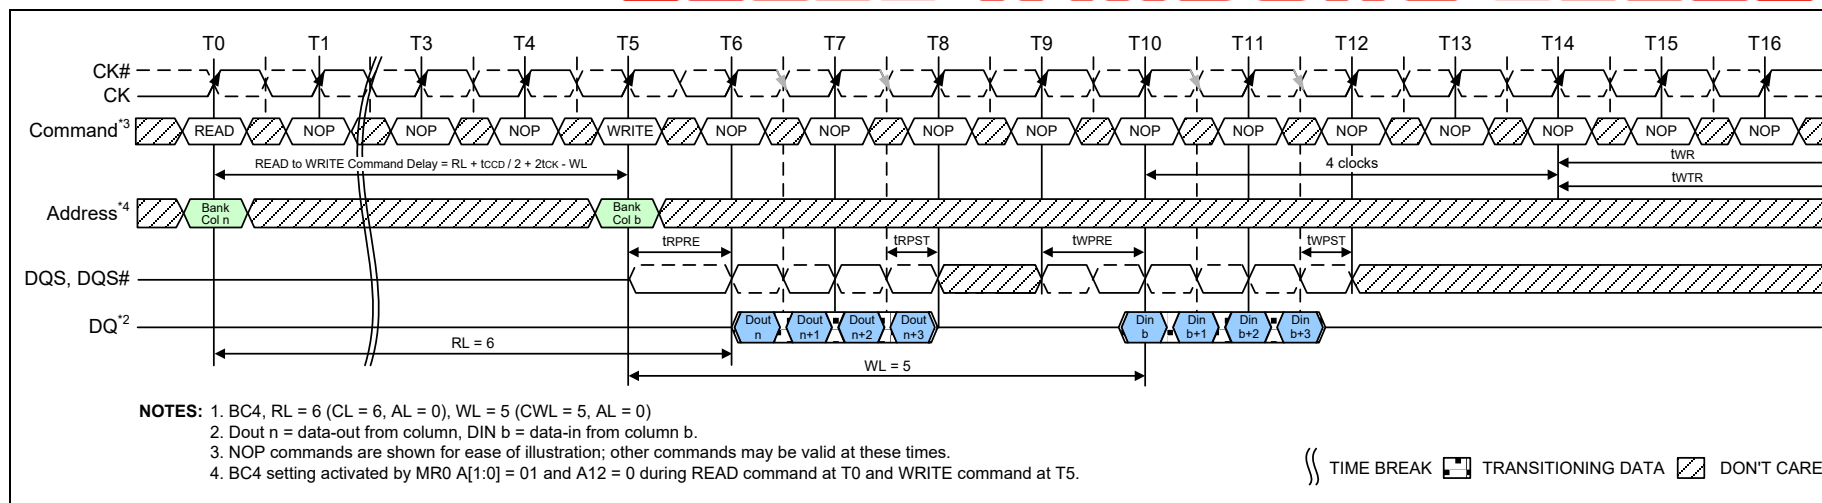 T0 T1 T3 T4 T5 T6 T7 T8 T9 T10 T11 T12 T13 T14 T15 T16
CK#
CK
Command*3 READ NOP NOP NOP WRITE NOP NOP NOP NOP NOP NOP NOP NOP NOP NOP NOP
READ to WRITE Command Delay = RL + tCCD / 2 + 2tCK - WL
4 clocks
tWR
tWTR
Address*4
Bank
Col n
Bank
Col b
tRPRE tRPST tWPRE tWPST
DQS, DQS#
DQ*2
Dout
n
Dout
n+1
Dout
n+2
Dout
n+3
Din
b
Din
b+1
Din
b+2
Din
b+3
RL = 6
WL = 5
NOTES: 1. BC4, RL = 6 (CL = 6, AL = 0), WL = 5 (CWL = 5, AL = 0)
2. Dout n = data-out from column, DIN b = data-in from column b.
3. NOP commands are shown for ease of illustration; other commands may be valid at these times.
4. BC4 setting activated by MR0 A[1:0] = 01 and A12 = 0 during READ command at T0 and WRITE command at T5.
TIME BREAK TRANSITIONING DATA DON'T CARE